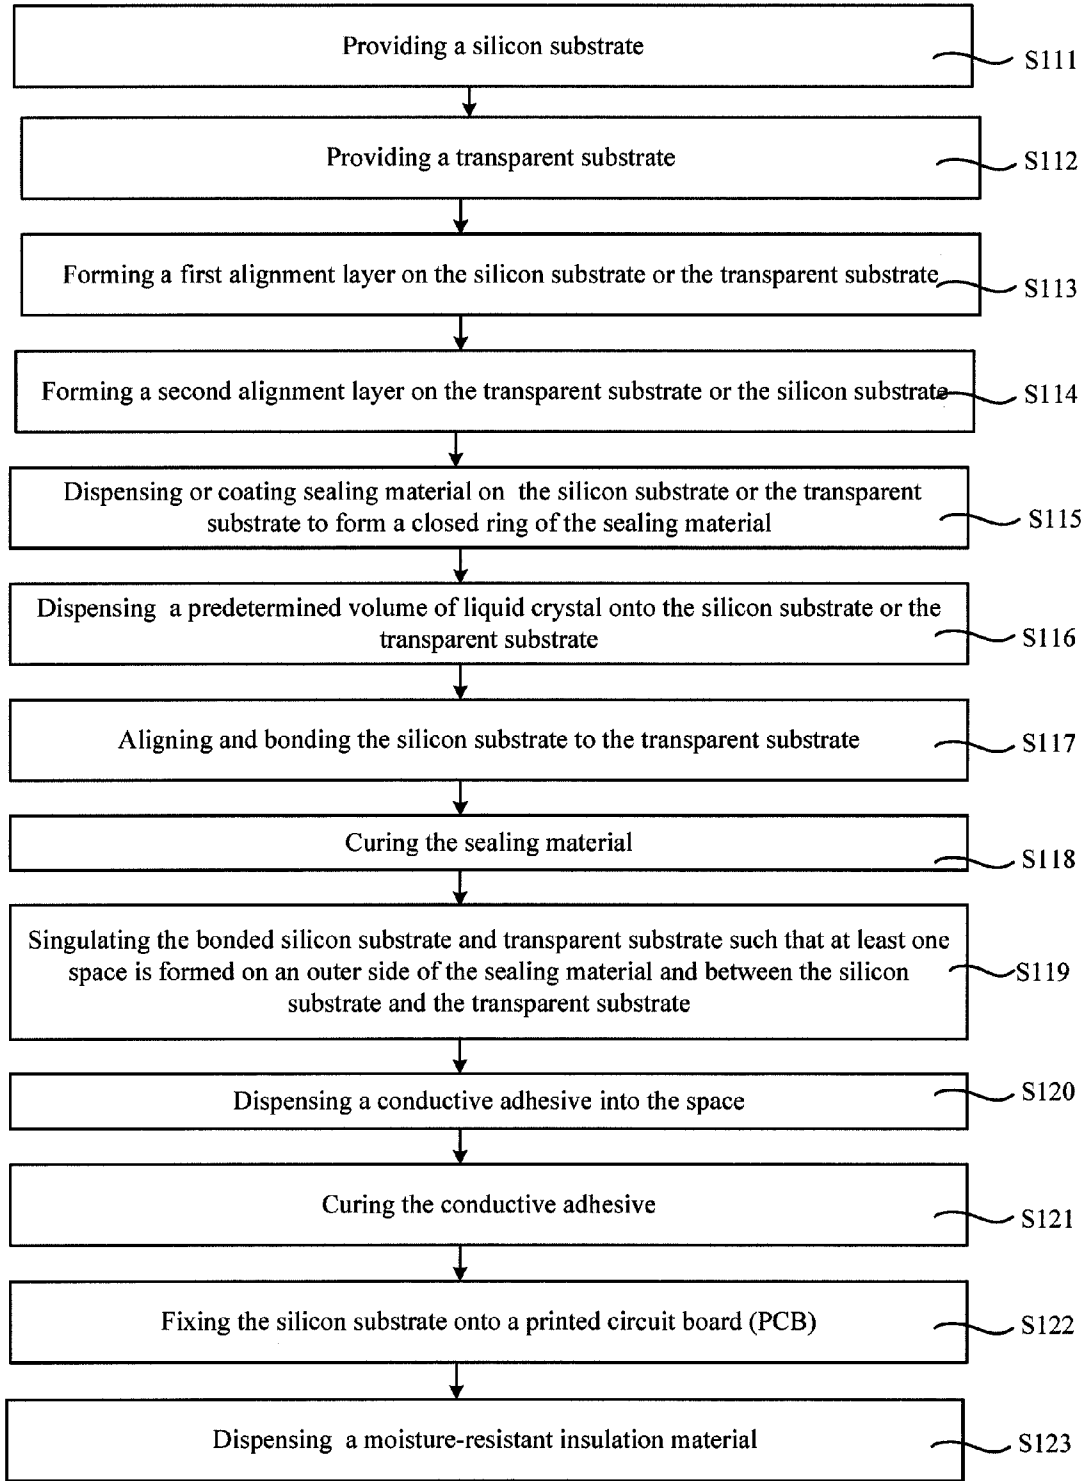 Providing a silicon substrate
S111
Providing a transparent substrate
S112
Forming a first alignment layer on the silicon substrate or the transparent substrate
S113
Forming a second alignment layer on the transparent substrate or the silicon substrate
S114
Dispensing or coating sealing material on the silicon substrate or the transparent
substrate to form a closed ring of the sealing material
S115
Dispensing a predetermined volume of liquid crystal onto the silicon substrate or the
transparent substrate
S116
Aligning and bonding the silicon substrate to the transparent substrate
S117
Curing the sealing material
S118
Singulating the bonded silicon substrate and transparent substrate such that at least one
space is formed on an outer side of the sealing material and between the silicon
substrate and the transparent substrate
S119
Dispensing a conductive adhesive into the space
S120
Curing the conductive adhesive
S121
Fixing the silicon substrate onto a printed circuit board (PCB)
S122
Dispensing a moisture-resistant insulation material
S123